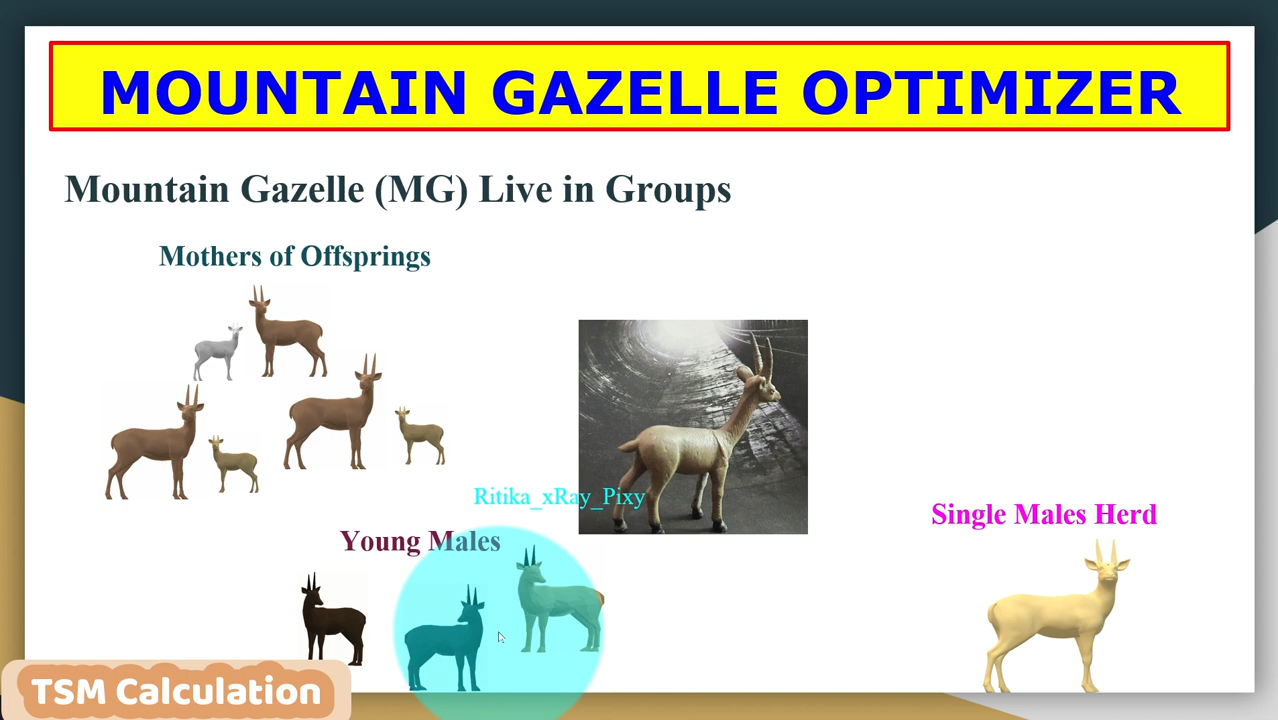 MOUNTAIN GAZELLE OPTIMIZER
Mountain Gazelle (MG) Live in Groups
Mothers of Offsprings
Ritika_xRay_Pixy
Single Males Herd
Young Males
TSM Calculation